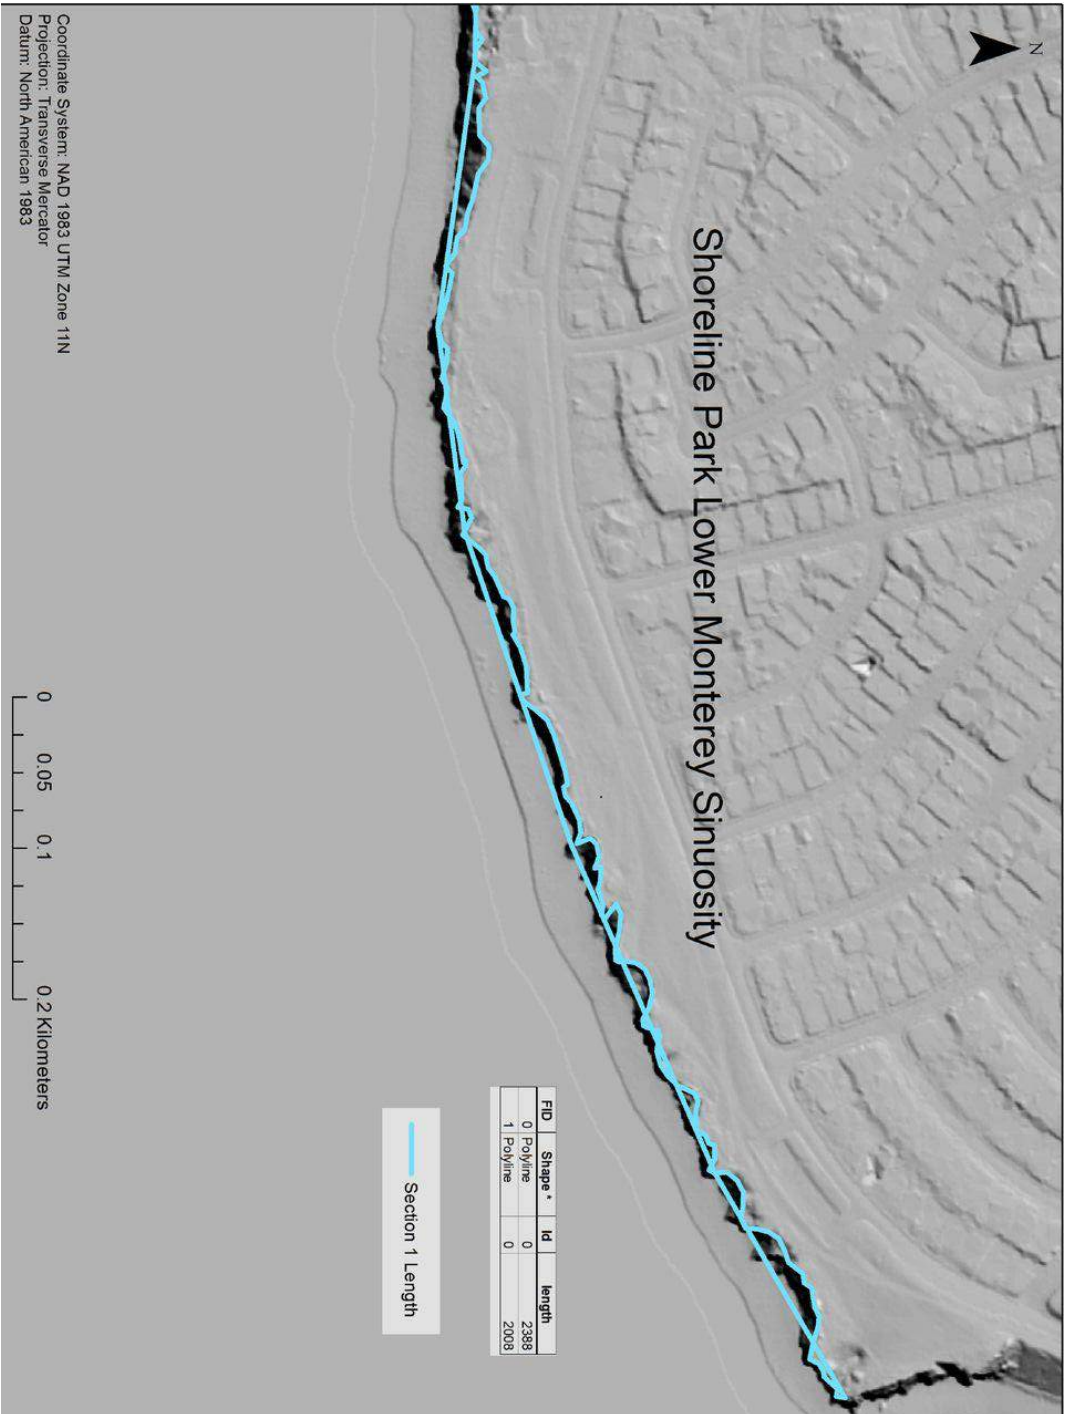 N
Shoreline Park Lower Monterey Sinuosity
FID Shape * Id length
0 Polyline 0 2388
1 Polyline 0 2008
Section 1 Length
0 0.05 0.1 0.2 Kilometers
Coordinate System: NAD 1983 UTM Zone 11N
Projection: Transverse Mercator
Datum: North American 1983